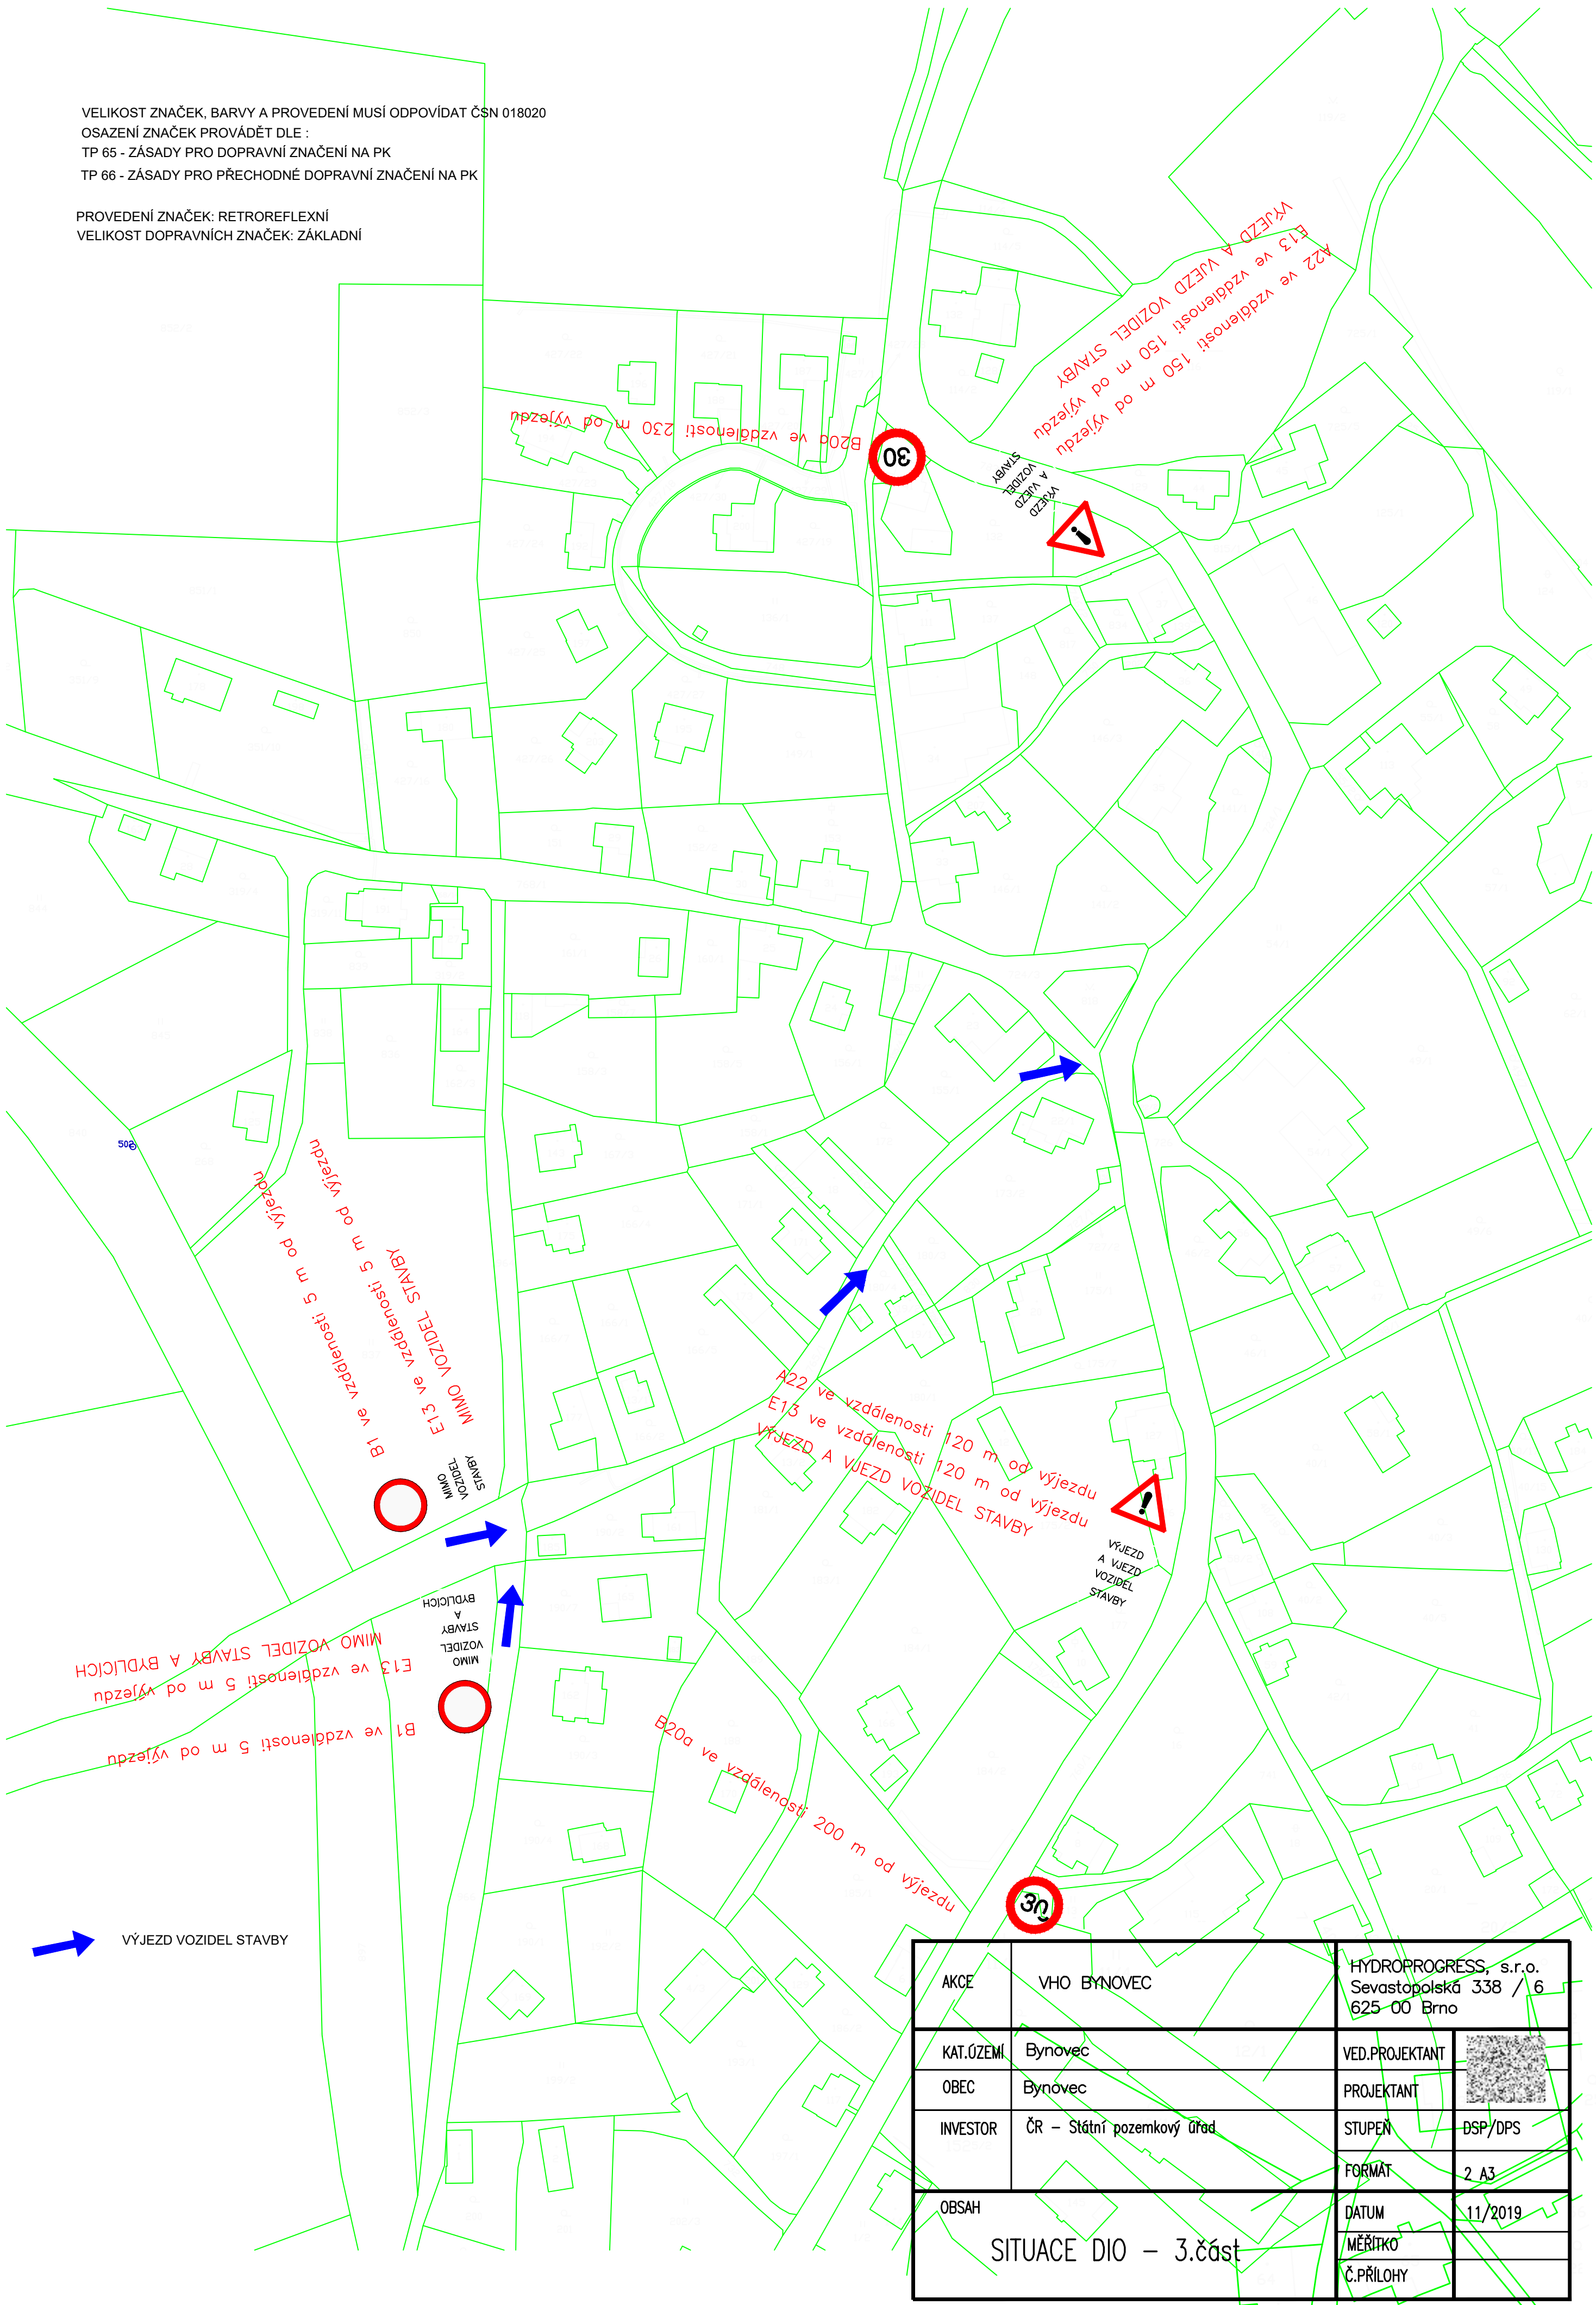 VELIKOST ZNAČEK, BARVY A PROVEDENÍ MUSÍ ODPOVÍDAT ČSN 018020
OSAZENÍ ZNAČEK PROVÁDĚT DLE :
TP 65 - ZÁSADY PRO DOPRAVNÍ ZNAČENÍ NA PK
TP 66 - ZÁSADY PRO PŘECHODNÉ DOPRAVNÍ ZNAČENÍ NA PK
PROVEDENÍ ZNAČEK: RETROREFLEXNÍ
VELIKOST DOPRAVNÍCH ZNAČEK: ZÁKLADNÍ
A22 ve vzdálenosti 150 m od výjezdu
E13 ve vzdálenosti 150 m od výjezdu
VÝJEZD A VJEZD VOZIDEL STAVBY
B20a ve vzdálenosti 230 m od výjezdu
30
VÝJEZD
A VJEZD
VOZIDEL
STAVBY
502
B1 ve vzdálenosti 5 m od výjezdu
E13 ve vzdálenosti 5 m od výjezdu
MIMO VOZIDEL STAVBY
MIMO
VOZIDEL
STAVBY
A22 ve vzdálenosti 120 m od výjezdu
E13 ve vzdálenosti 120 m od výjezdu
VÝJEZD A VJEZD VOZIDEL STAVBY
VÝJEZD
A VJEZD
VOZIDEL
STAVBY
MIMO
VOZIDEL
STAVBY
A
BYDLÍCÍCH
B1 ve vzdálenosti 5 m od výjezdu
E13 ve vzdálenosti 5 m od výjezdu
MIMO VOZIDEL STAVBY A BYDLÍCÍCH
B20a ve vzdálenosti 200 m od výjezdu
30
VÝJEZD VOZIDEL STAVBY
AKCE VHO BYNOVEC
HYDROPROGRESS, s.r.o.
Sevastopolská 338 / 6
625 00 Brno
KAT.ÚZEMÍ Bynovec
OBEC Bynovec
INVESTOR ČR – Státní pozemkový úřad
VED.PROJEKTANT
PROJEKTANT
STUPEŇ DSP/DPS
FORMÁT 2 A3
OBSAH
SITUACE DIO – 3.část
DATUM 11/2019
MĚŘÍTKO
Č.PŘÍLOHY